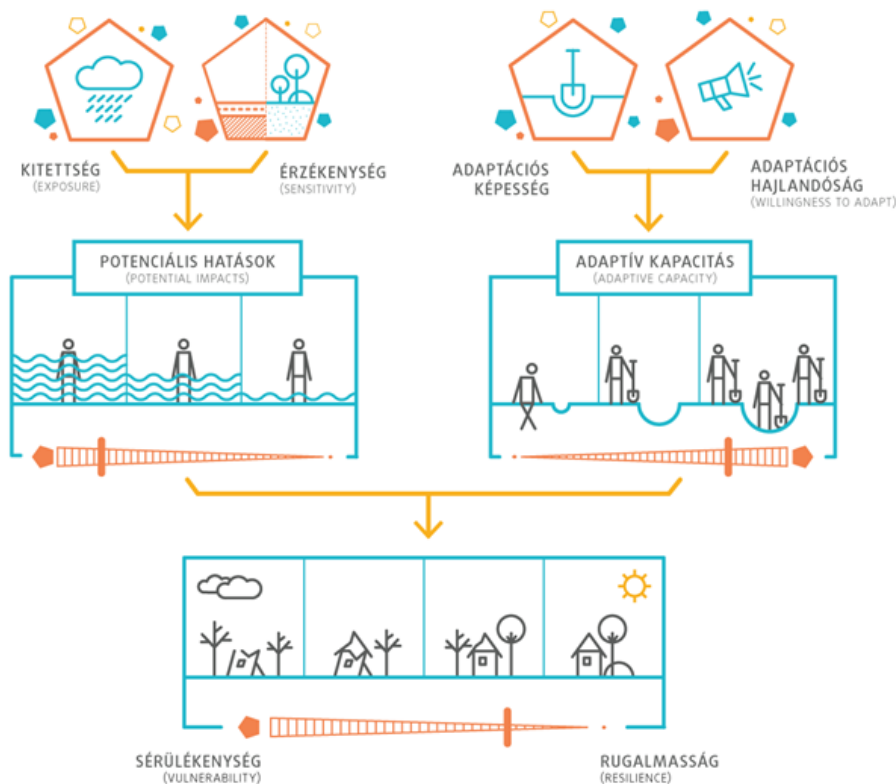 KITETTSÉG
(EXPOSURE)
ÉRZÉKENYSÉG
(SENSITIVITY)
ADAPTÁCIÓS
KÉPESSÉG
ADAPTÁCIÓS
HAJLANDÓSÁG
(WILLINGNESS TO ADAPT)
POTENCIÁLIS HATÁSOK
(POTENTIAL IMPACTS)
ADAPTÍV KAPACITÁS
(ADAPTIVE CAPACITY)
SÉRÜLÉKENYSÉG
(VULNERABILITY)
RUGALMASSÁG
(RESILIENCE)